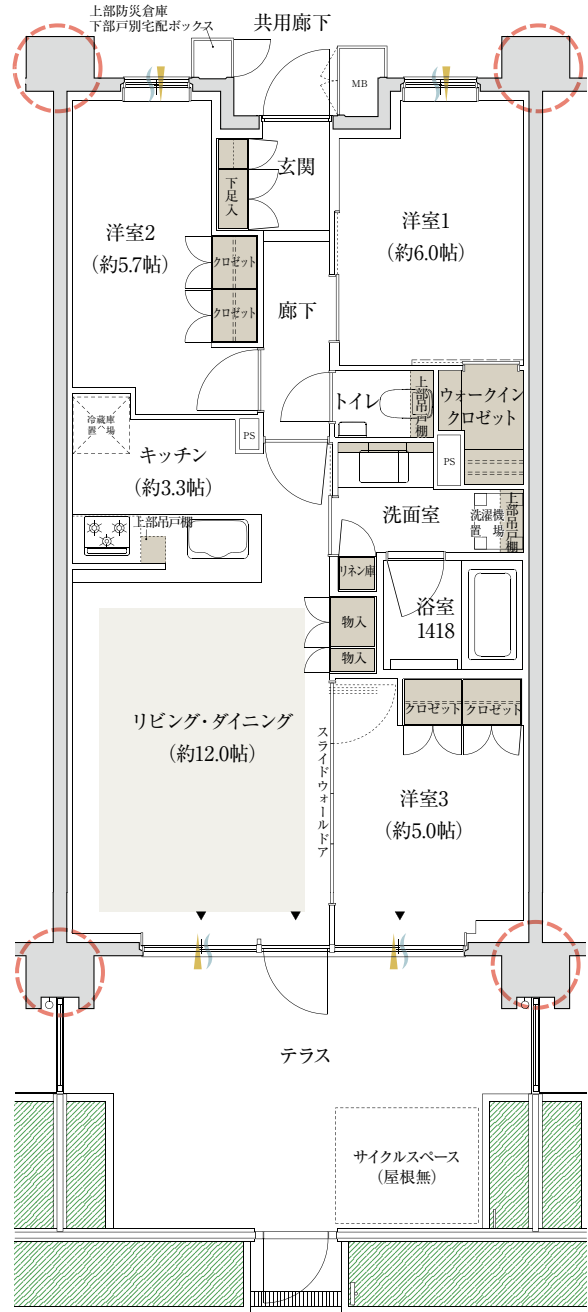 上部防災倉庫
下部戸別宅配ボックス
共用廊下
MB
玄関
下足入
洋室2
(約5.7帖)
洋室1
(約6.0帖)
クロゼット
クロゼット
廊下
トイレ
上部吊戸棚
ウォークイン
クロゼット
冷蔵庫
置場
PS
PS
キッチン
(約3.3帖)
上部吊戸棚
洗面室
洗濯機
置場
上部吊戸棚
リネン庫
浴室
1418
物入
物入
リビング・ダイニング
(約12.0帖)
スライドウォールドア
クロゼット
クロゼット
洋室3
(約5.0帖)
テラス
サイクルスペース
(屋根無)